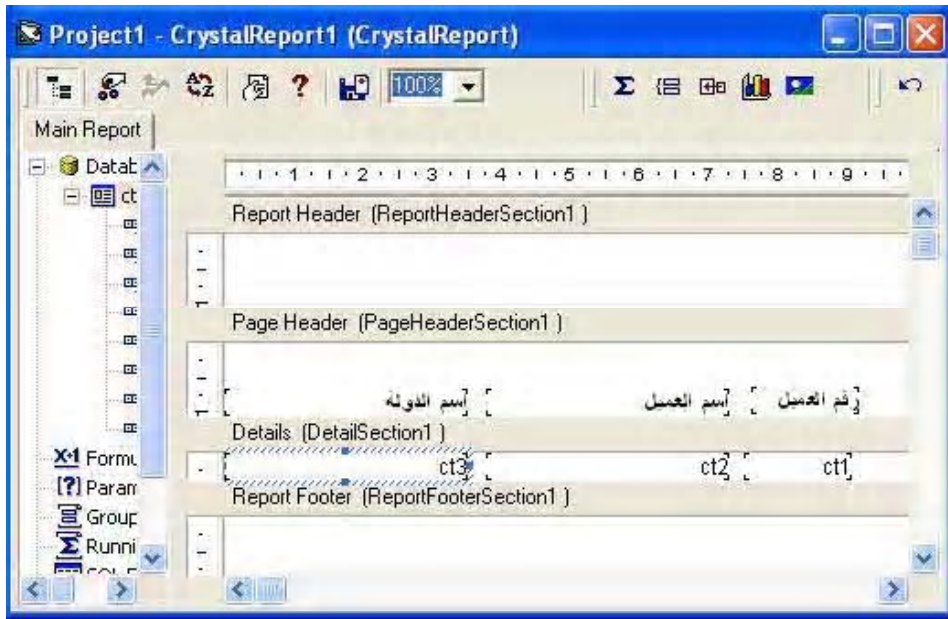 Project1 - CrystalReport1 (CrystalReport)
100%
Main Report
Datab
ct
Formu
Param
Group
Runni
1 2 3 4 5 6 7 8 9
Report Header (ReportHeaderSection1 )
Page Header (PageHeaderSection1 )
رقم العميل اسم العميل اسم الدوله
Details (DetailSection1 )
ct3 ct2 ct1
Report Footer (ReportFooterSection1 )